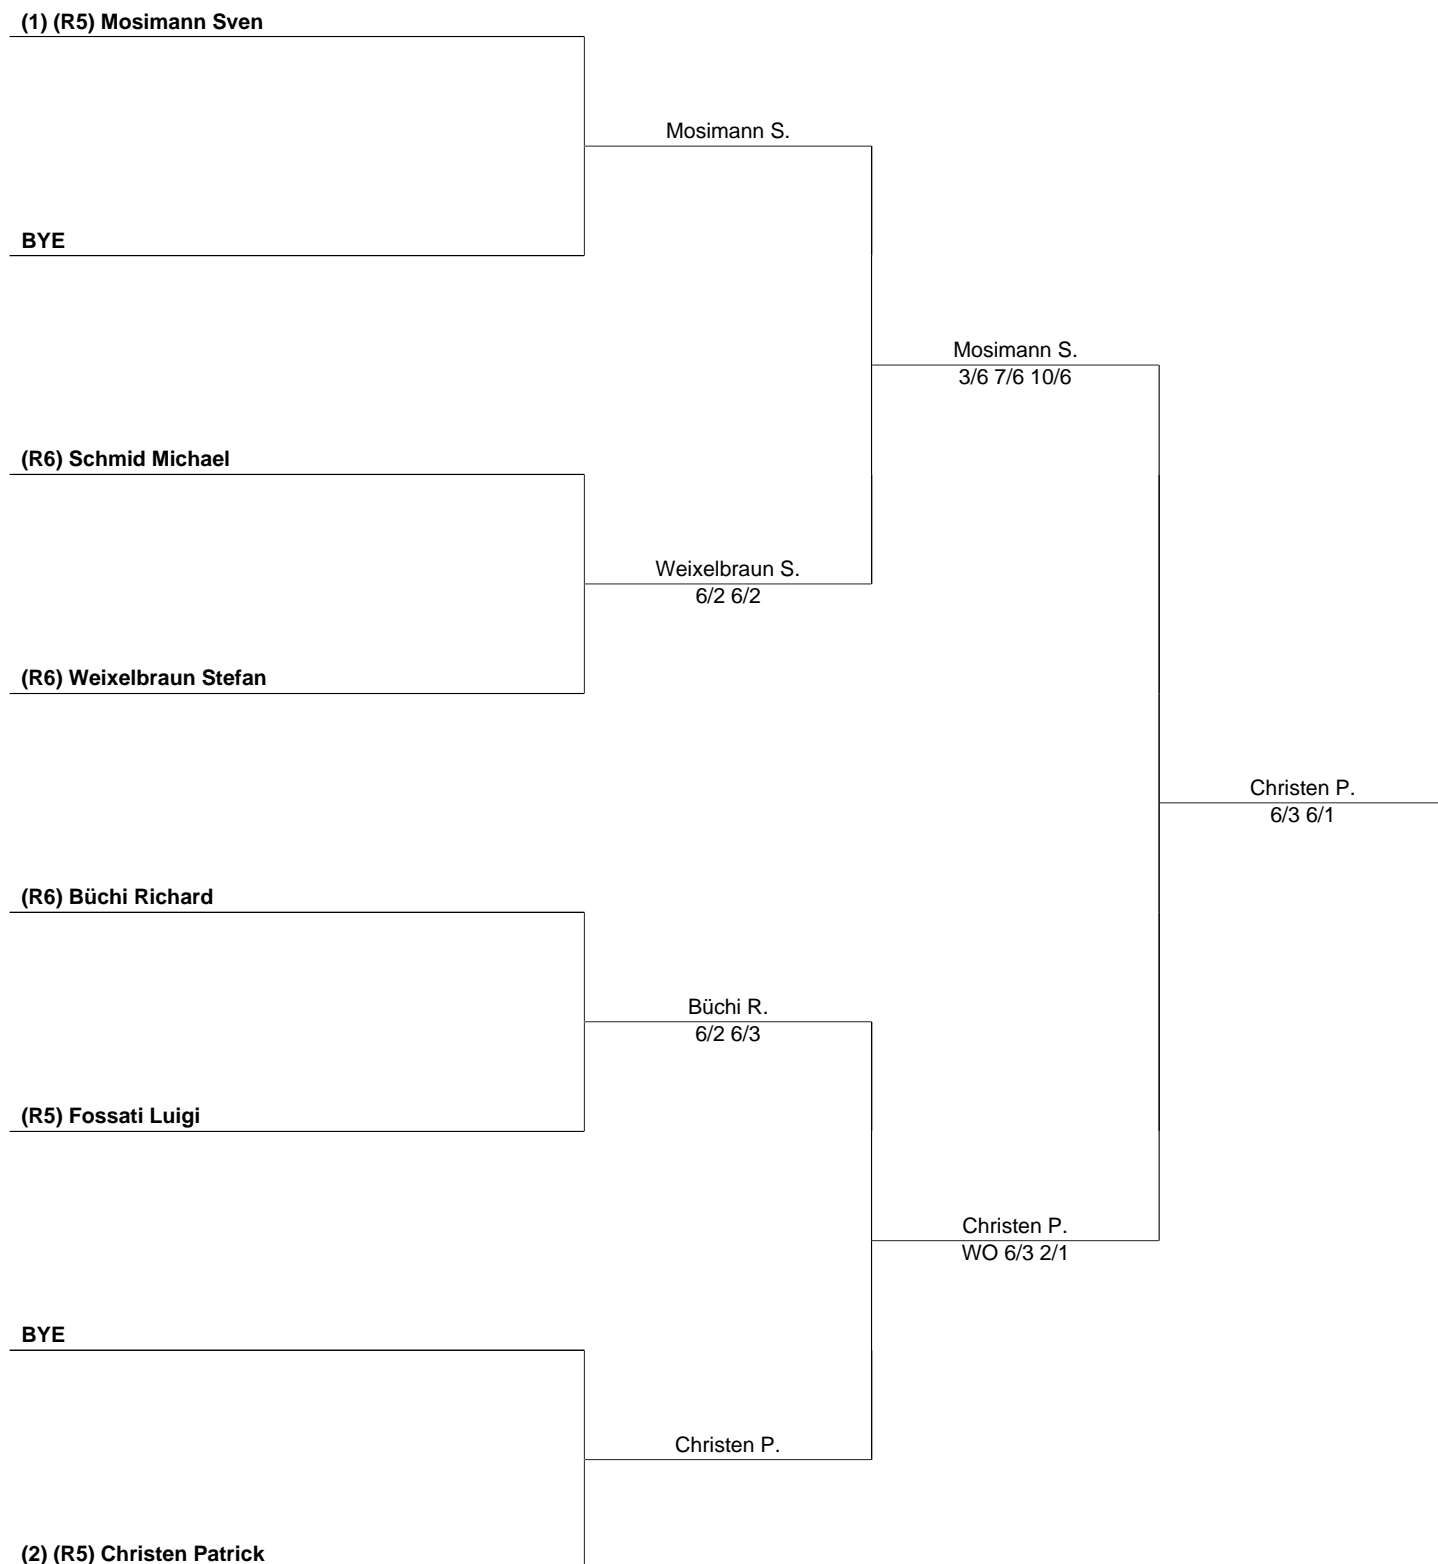 (1) (R5) Mosimann Sven
Mosimann S.
BYE
Mosimann S.
3/6 7/6 10/6
(R6) Schmid Michael
Weixelbraun S.
6/2 6/2
(R6) Weixelbraun Stefan
Christen P.
6/3 6/1
(R6) Büchi Richard
Büchi R.
6/2 6/3
(R5) Fossati Luigi
Christen P.
WO 6/3 2/1
BYE
Christen P.
(2) (R5) Christen Patrick